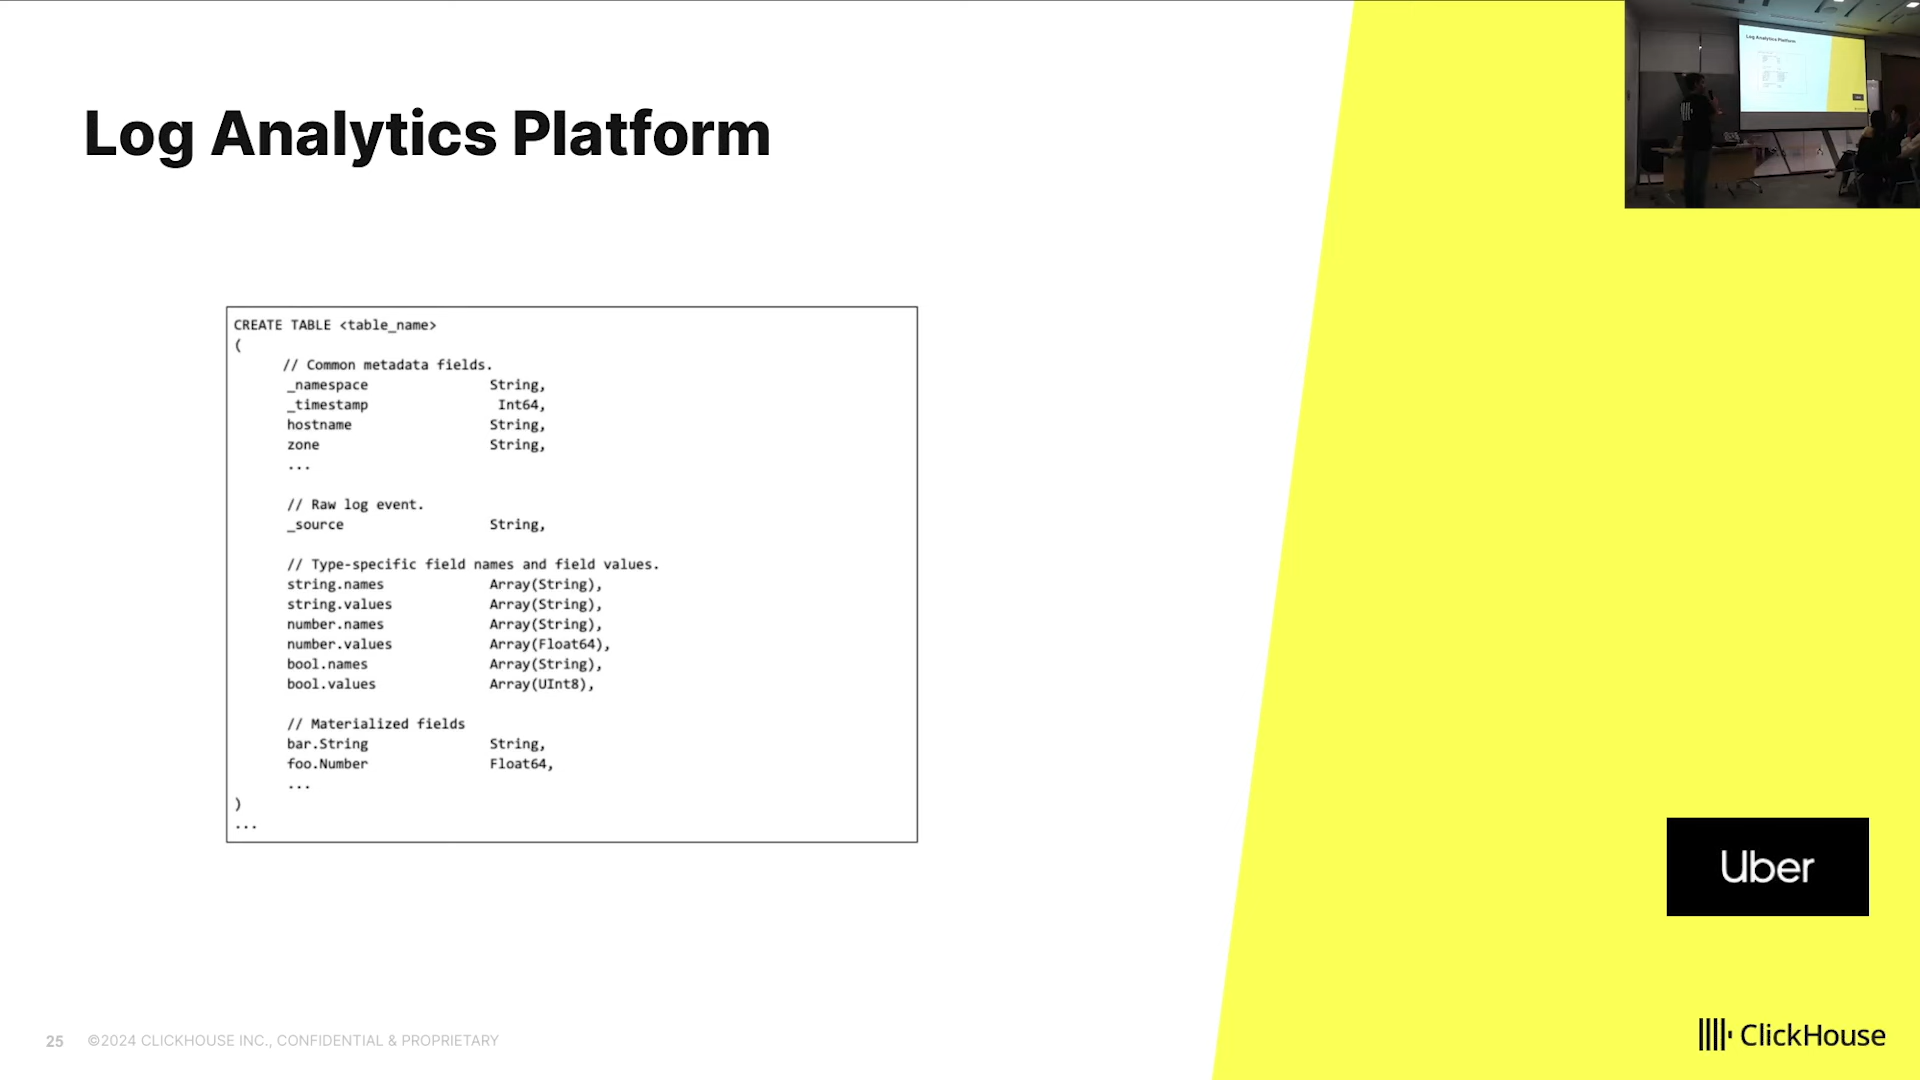 Log Analytics Platform
CREATE TABLE <table_name>
(
// Common metadata fields.
_namespace String,
_timestamp Int64,
hostname String,
zone String,
...
// Raw log event.
_source String,
// Type-specific field names and field values.
string.names Array(String),
string.values Array(String),
number.names Array(String),
number.values Array(Float64),
bool.names Array(String),
bool.values Array(UInt8),
// Materialized fields
bar.String String,
foo.Number Float64,
...
)
...
Uber
25 ©2024 CLICKHOUSE INC., CONFIDENTIAL & PROPRIETARY
ClickHouse
Log Analytics Platform